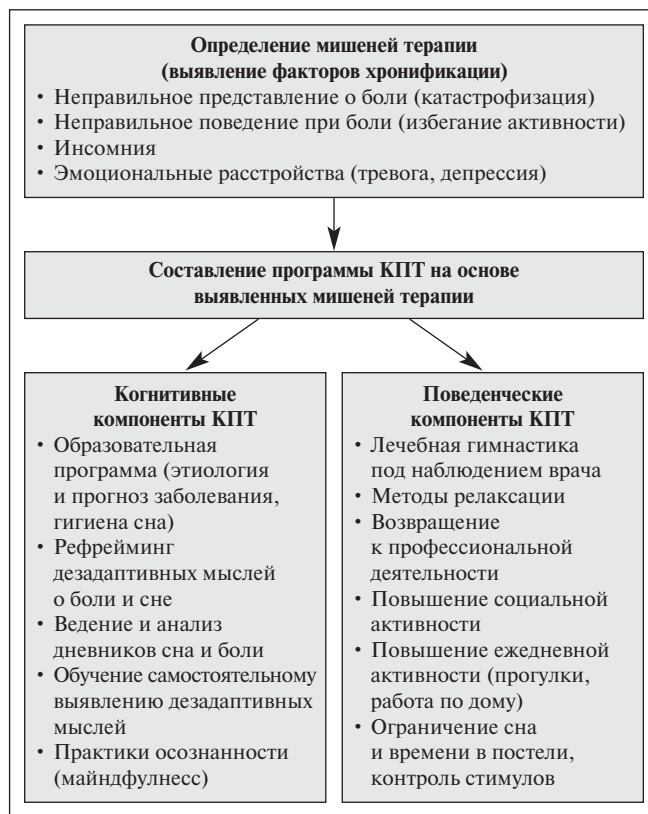 Определение мишеней терапии
(выявление факторов хронификации)
• Неправильное представление о боли (катастрофизация)
• Неправильное поведение при боли (избегание активности)
• Инсомния
• Эмоциональные расстройства (тревога, депрессия)
Составление программы КПТ на основе
выявленных мишеней терапии
Когнитивные
компоненты КПТ
• Образовательная
программа (этиология
и прогноз заболевания,
гигиена сна)
• Рефрейминг
дезадаптивных мыслей
о боли и сне
• Ведение и анализ
дневников сна и боли
• Обучение самостоятельному
выявлению дезадаптивных
мыслей
• Практики осознанности
(майндфулнесс)
Поведенческие
компоненты КПТ
• Лечебная гимнастика
под наблюдением врача
• Методы релаксации
• Возвращение
к профессиональной
деятельности
• Повышение социальной
активности
• Повышение ежедневной
активности (прогулки,
работа по дому)
• Ограничение сна
и времени в постели,
контроль стимулов